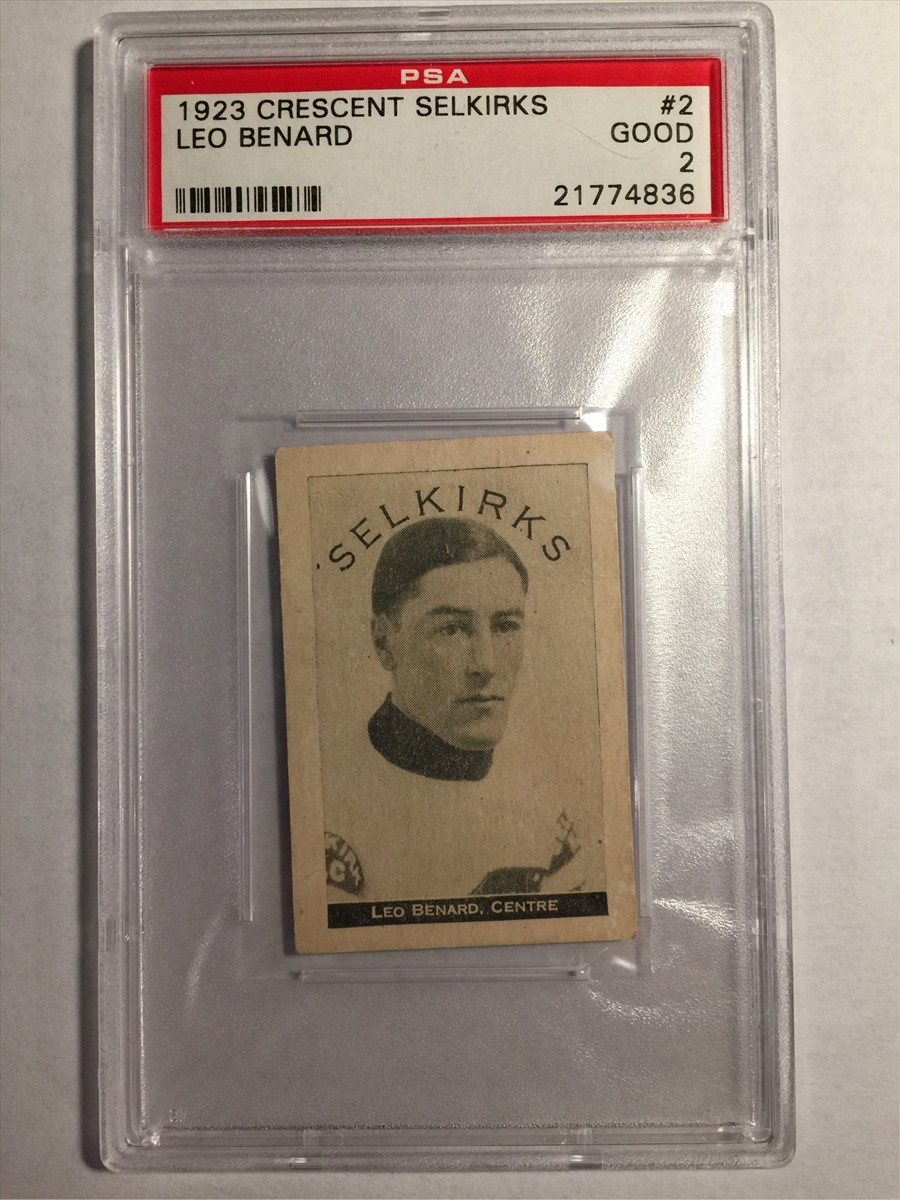 PSA
1923 CRESCENT SELKIRKS #2
LEO BENARD GOOD
2
21774836
SELKIRKS
LEO BENARD, CENTRE